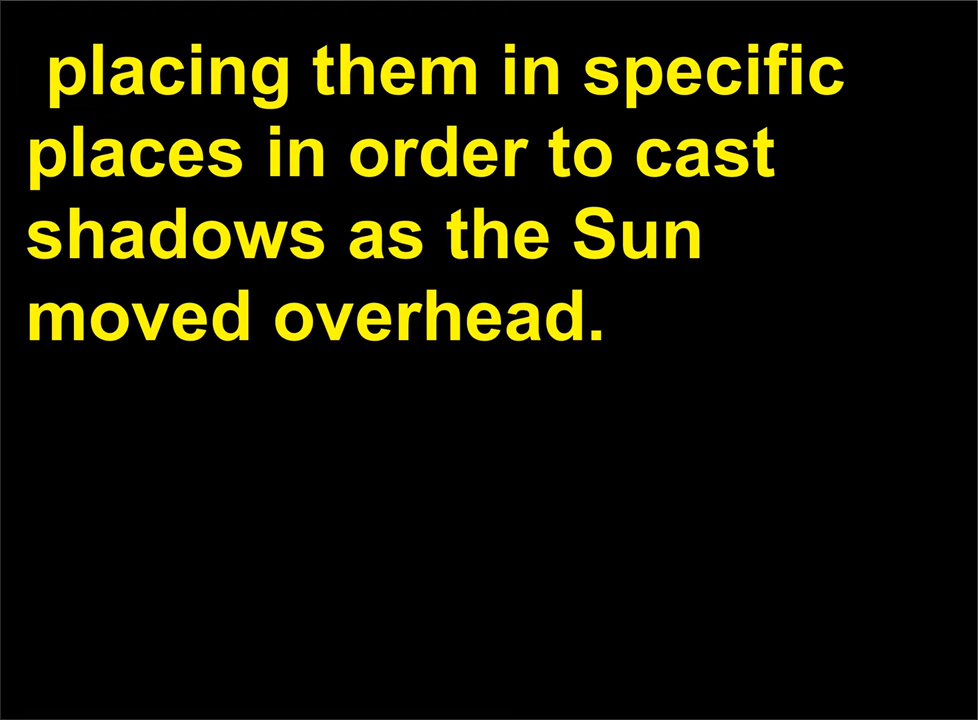 placing them in specific
places in order to cast
shadows as the Sun
moved overhead.